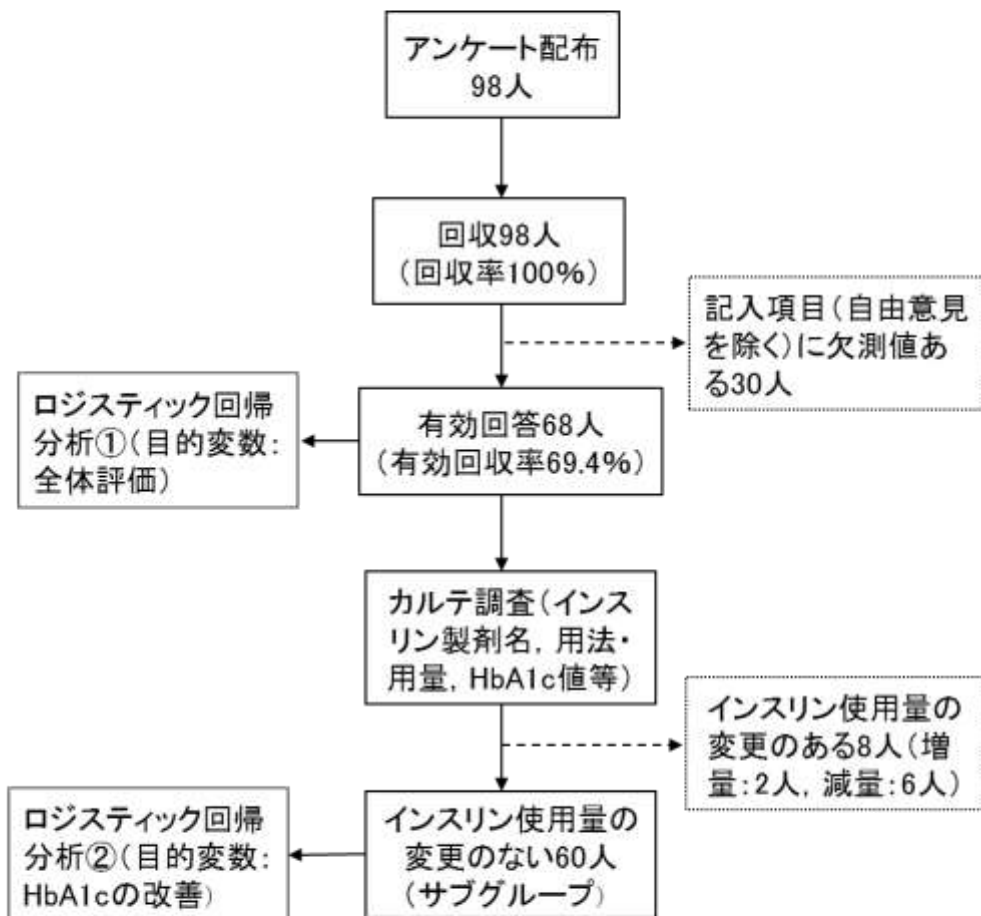 アンケート配布
98人
回収98人
（回収率100％）
記入項目（自由意見
を除く）に欠測値あ
る30人
ロジスティック回帰
分析①（目的変数：
全体評価）
有効回答68人
（有効回収率69.4％）
カルテ調査（インス
リン製剤名，用法・
用量，HbA1c値等）
インスリン使用量の
変更のある8人（増
量：2人，減量：6人）
ロジスティック回帰
分析②（目的変数：
HbA1cの改善）
インスリン使用量の
変更のない60人
（サブグループ）